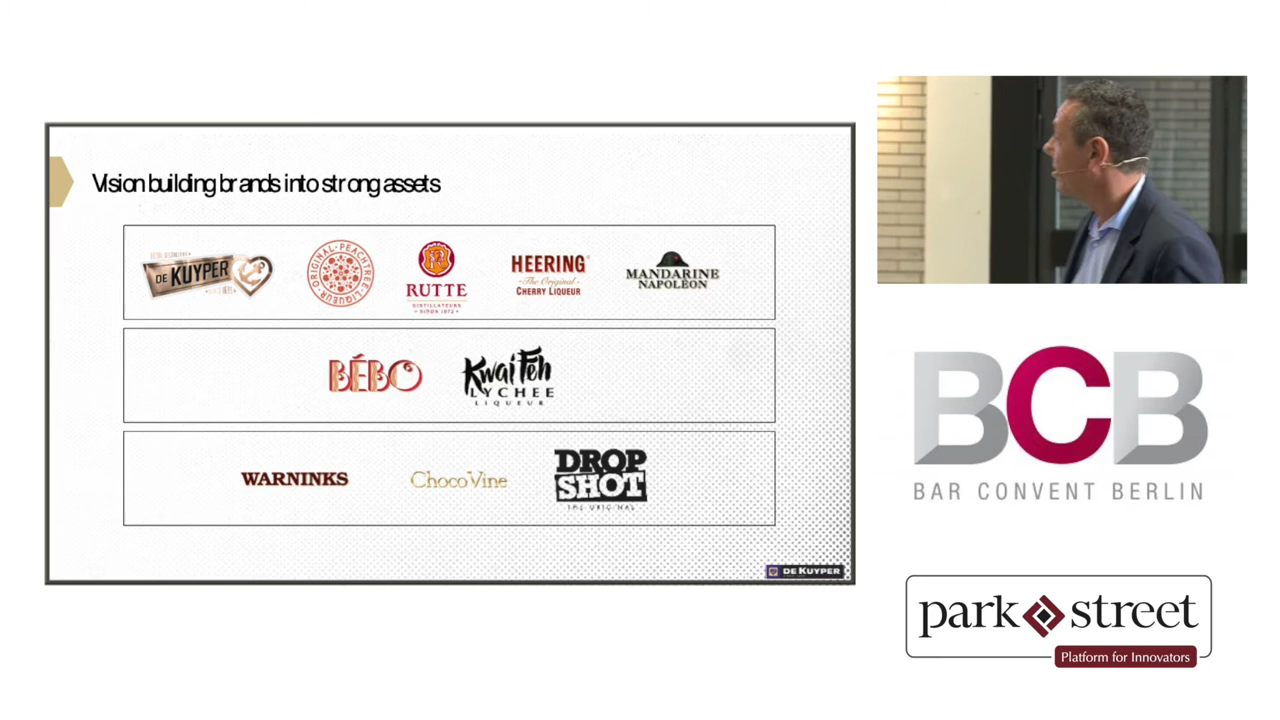 Vision building brands into strong assets
DE KUYPER
ORIGINAL · PEACHTREE · LIQUEUR
RUTTE
DISTILLATEURS
• SINDS 1872 •
HEERING®
The Original
CHERRY LIQUEUR
MANDARINE
NAPOLÉON
BÉBO
Kwai Feh
LYCHEE
LIQUEUR
WARNINKS
ChocoVine
DROP
SHOT
THE ORIGINAL
DE KUYPER
BCB
BAR CONVENT BERLIN
park street
Platform for Innovators